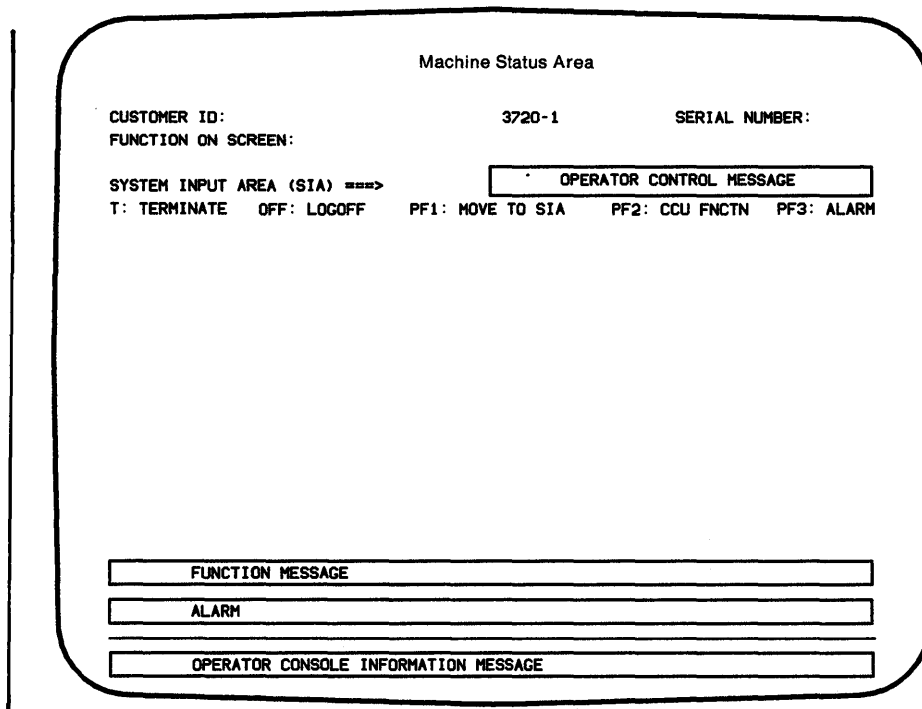 Machine Status Area
CUSTOMER ID: 3720-1 SERIAL NUMBER:
FUNCTION ON SCREEN:
SYSTEM INPUT AREA (SIA) ===> OPERATOR CONTROL MESSAGE
T: TERMINATE OFF: LOGOFF PF1: MOVE TO SIA PF2: CCU FNCTN PF3: ALARM
FUNCTION MESSAGE
ALARM
OPERATOR CONSOLE INFORMATION MESSAGE